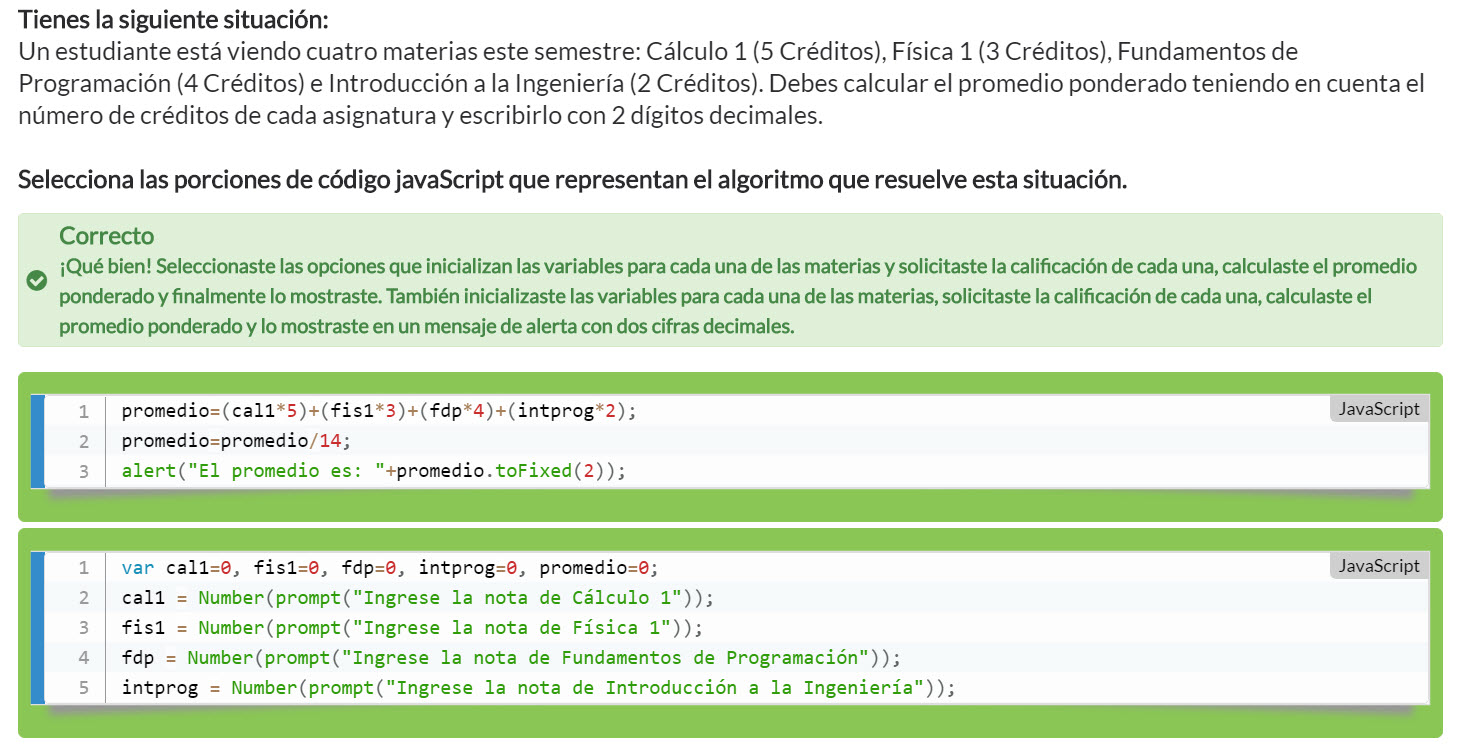 Tienes la siguiente situación:
Un estudiante está viendo cuatro materias este semestre: Cálculo 1 (5 Créditos), Física 1 (3 Créditos), Fundamentos de
Programación (4 Créditos) e Introducción a la Ingeniería (2 Créditos). Debes calcular el promedio ponderado teniendo en cuenta el
número de créditos de cada asignatura y escribirlo con 2 dígitos decimales.
Selecciona las porciones de código javaScript que representan el algoritmo que resuelve esta situación.
Correcto
¡Qué bien! Seleccionaste las opciones que inicializan las variables para cada una de las materias y solicitaste la calificación de cada una, calculaste el promedio
ponderado y finalmente lo mostraste. También inicializaste las variables para cada una de las materias, solicitaste la calificación de cada una, calculaste el
promedio ponderado y lo mostraste en un mensaje de alerta con dos cifras decimales.
1 promedio=(cal1*5)+(fis1*3)+(fdp*4)+(intprog*2); JavaScript
2 promedio=promedio/14;
3 alert("El promedio es: "+promedio.toFixed(2));
1 var cal1=0, fis1=0, fdp=0, intprog=0, promedio=0; JavaScript
2 cal1 = Number(prompt("Ingrese la nota de Cálculo 1"));
3 fis1 = Number(prompt("Ingrese la nota de Física 1"));
4 fdp = Number(prompt("Ingrese la nota de Fundamentos de Programación"));
5 intprog = Number(prompt("Ingrese la nota de Introducción a la Ingeniería"));